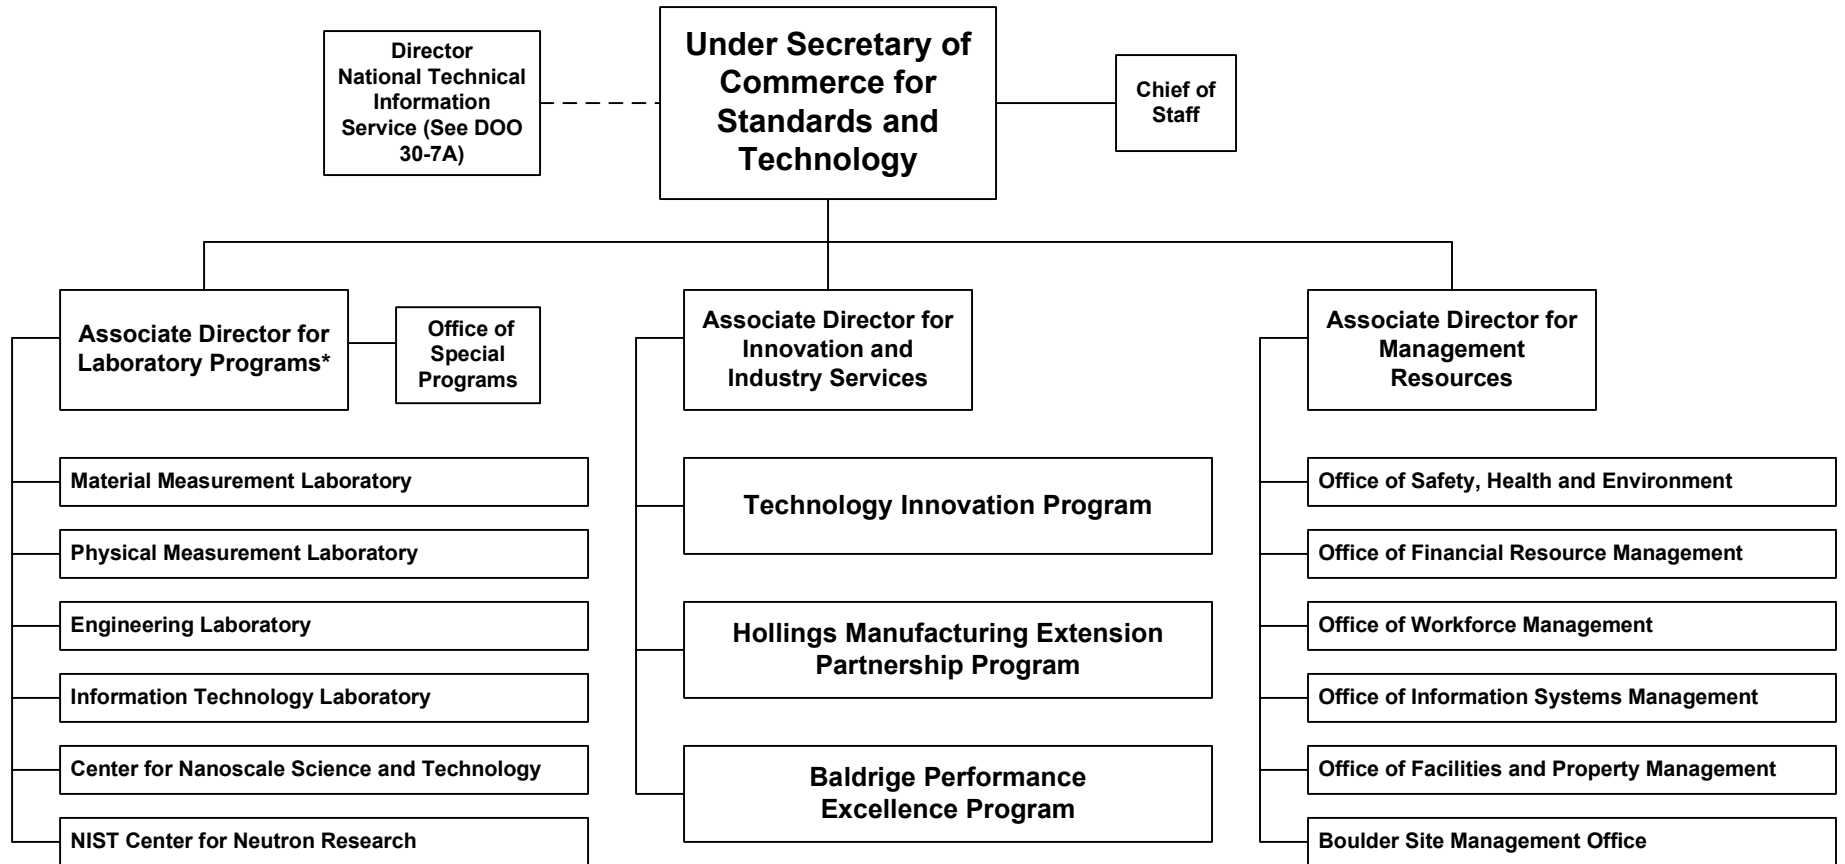 Director
National Technical
Information
Service (See DOO
30-7A)
Under Secretary of
Commerce for
Standards and
Technology
Chief of
Staff
Associate Director for
Laboratory Programs*
Office of
Special
Programs
Associate Director for
Innovation and
Industry Services
Associate Director for
Management
Resources
Material Measurement Laboratory
Physical Measurement Laboratory
Engineering Laboratory
Information Technology Laboratory
Center for Nanoscale Science and Technology
NIST Center for Neutron Research
Technology Innovation Program
Hollings Manufacturing Extension
Partnership Program
Baldrige Performance
Excellence Program
Office of Safety, Health and Environment
Office of Financial Resource Management
Office of Workforce Management
Office of Information Systems Management
Office of Facilities and Property Management
Boulder Site Management Office